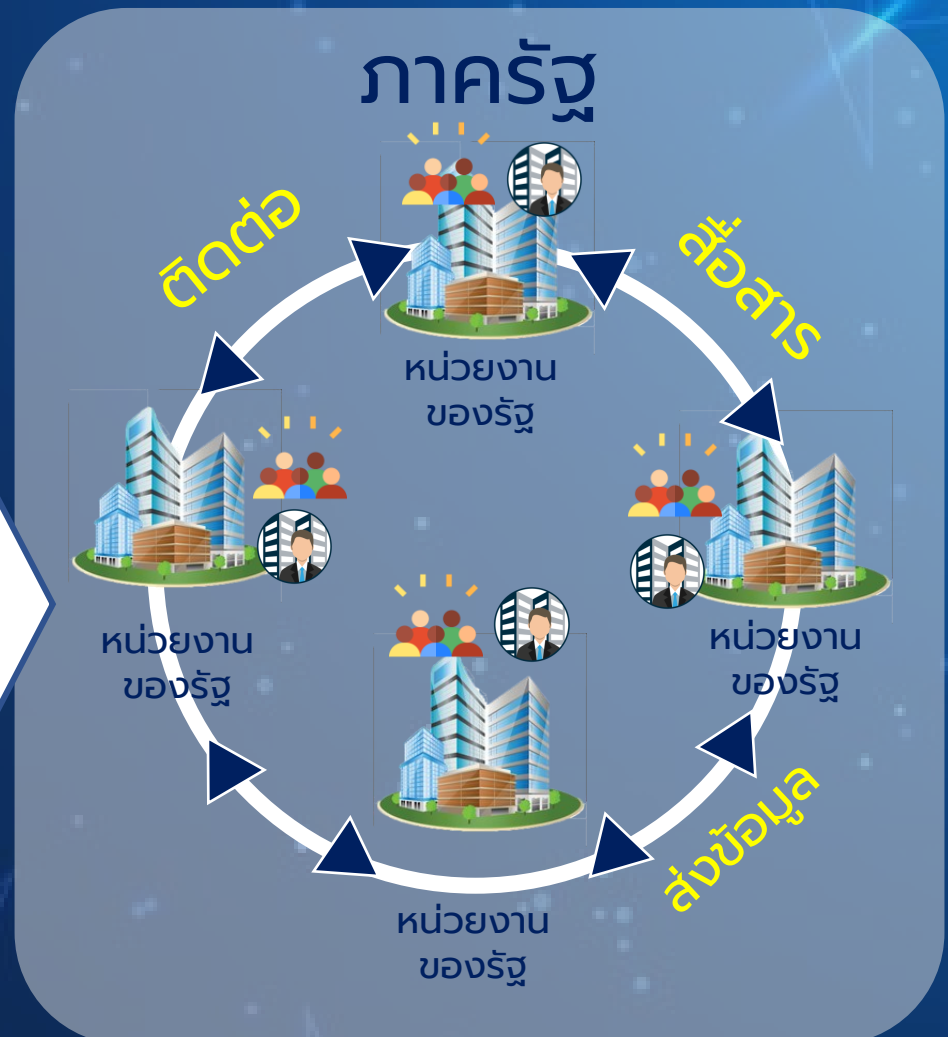 ภาครัฐ
ติดต่อ
สื่อสาร
หน่วยงาน
ของรัฐ
หน่วยงาน
ของรัฐ
หน่วยงาน
ของรัฐ
ส่งข้อมูล
หน่วยงาน
ของรัฐ